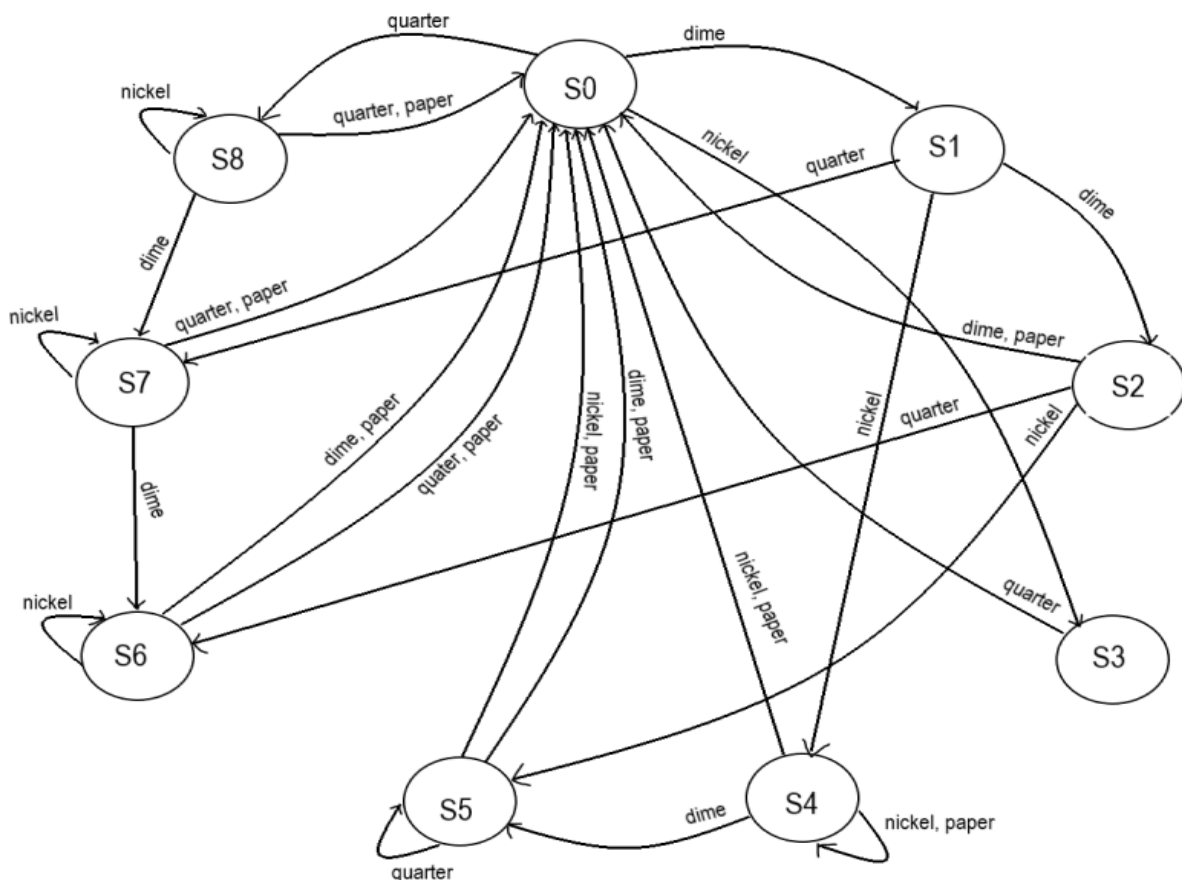 quarter
dime
S0
nickel
quarter, paper
S8
nickel
quarter
S1
dime
dime
nickel
quarter, paper
S7
dime, paper
S2
quarter
nickel
nickel
dime, paper
quater, paper
nickel, paper
dime, paper
dime
nickel
S6
nickel, paper
quarter
S3
S5
dime
S4
nickel, paper
quarter